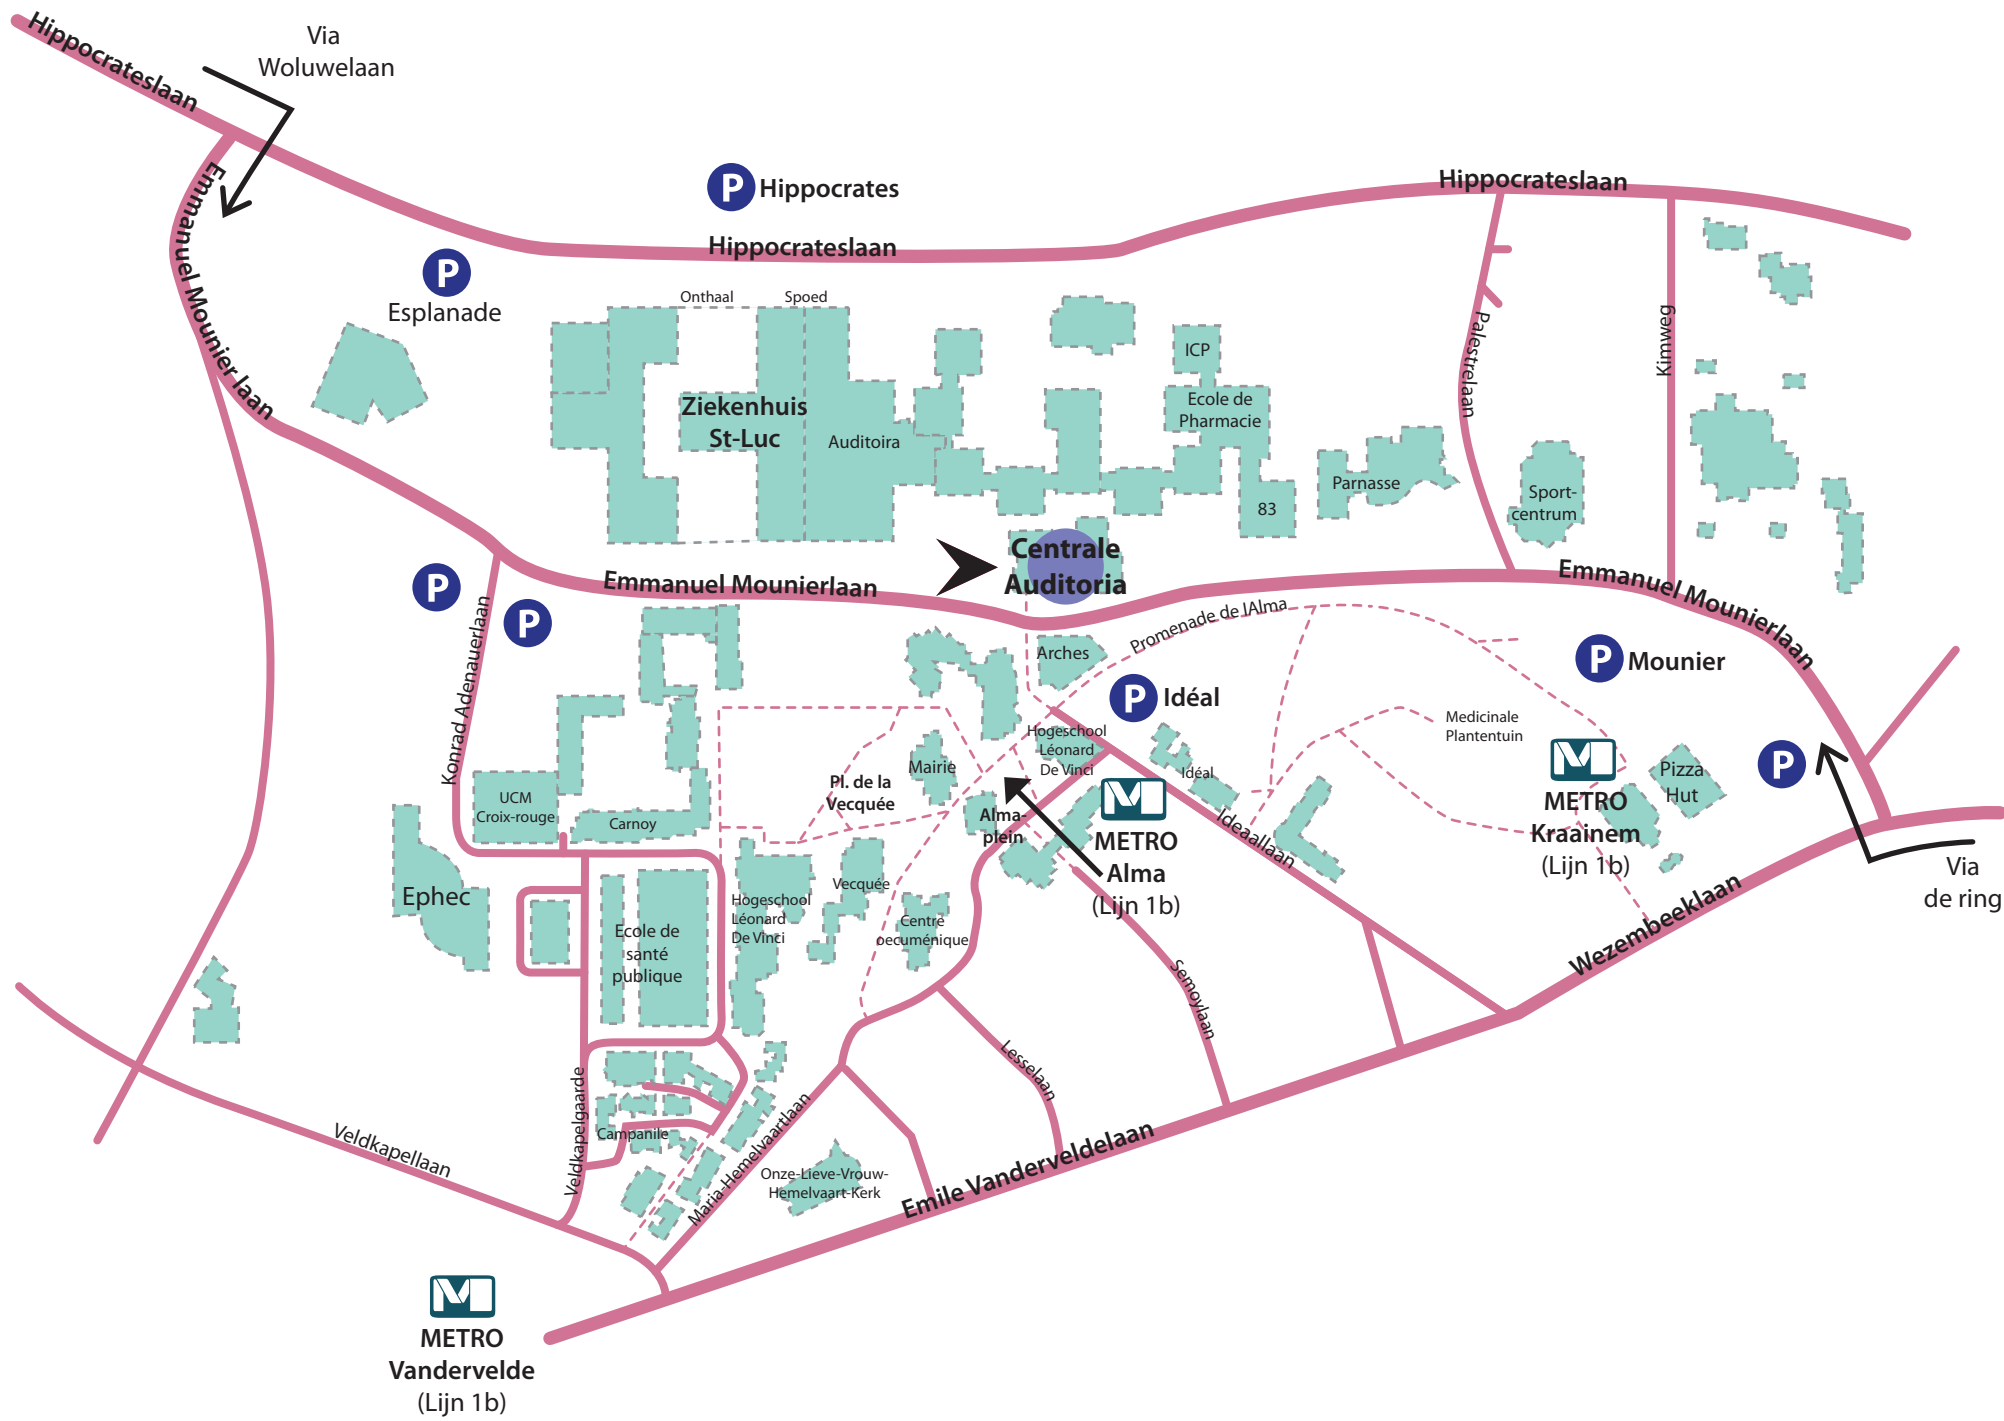 Hippocrateslaan
Via
Woluwelaan
Emmanuel Mounier laan
P Hippocrates
Hippocrateslaan
Hippocrateslaan
P
Esplanade
Onthaal
Spoed
Ziekenhuis
St-Luc
Auditoira
ICP
Ecole de
Pharmacie
83
Parnasse
Palestrelaan
Kimweg
Sport-
centrum
Centrale
Auditoria
Emmanuel Mounierlaan
Emmanuel Mounierlaan
P
P
Konrad Adenauerlaan
Arches
Promenade de lAlma
P Idéal
P Mounier
Hogeschool
Léonard
De Vinci
Idéal
Medicinale
Plantentuin
METRO
Kraainem
(Lijn 1b)
Pizza
Hut
P
Via
de ring
Mairie
Pl. de la
Vecquée
Alma-
plein
METRO
Alma
(Lijn 1b)
Ideaallaan
UCM
Croix-rouge
Carnoy
Ephec
Ecole de
santé
publique
Hogeschool
Léonard
De Vinci
Vecquée
Centre
oecuménique
Semoylaan
Lesselaan
Wezembeeklaan
Veldkapelgaarde
Campanile
Maria-Hemelvaartlaan
Onze-Lieve-Vrouw-
Hemelvaart-Kerk
Emile Vanderveldelaan
Veldkapellaan
METRO
Vandervelde
(Lijn 1b)